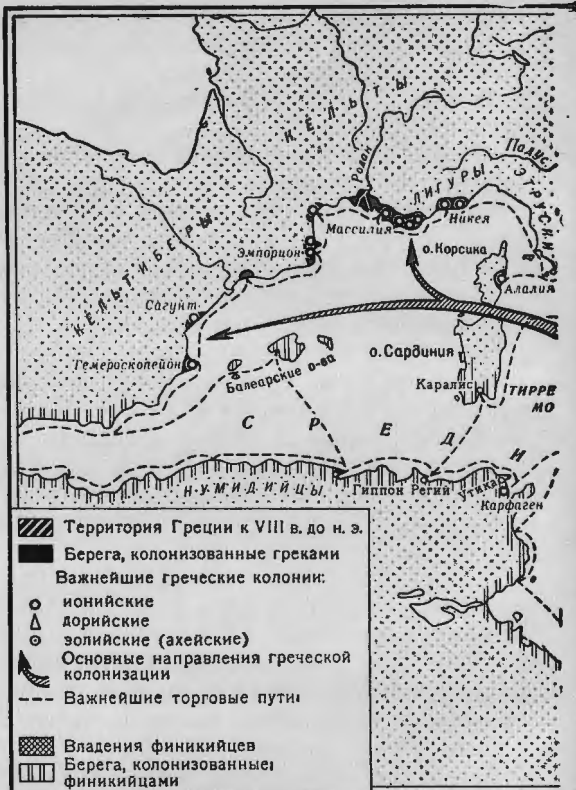 КЕЛЬТЫ
Родан
Падус
ЛИГУРЫ
ЭТРУСКИ
Массилия
Никея
КЕЛЬТИБЕРЫ
Эмпорион
о. Корсика
Алалия
Сагунт
Гемероскопейон
Балеарские о-ва
о. Сардиния
Каралис
ТИРРЕ
МО
С Р Е Д И
НУМИДИЙЦЫ
Гиппон Регий
Утика
Карфаген
Территория Греции к VIII в. до н. э.
Берега, колонизованные греками
Важнейшие греческие колонии:
ионийские
дорийские
эолийские (ахейские)
Основные направления греческой
колонизации
Важнейшие торговые пути
Владения финикийцев
Берега, колонизованные
финикийцами